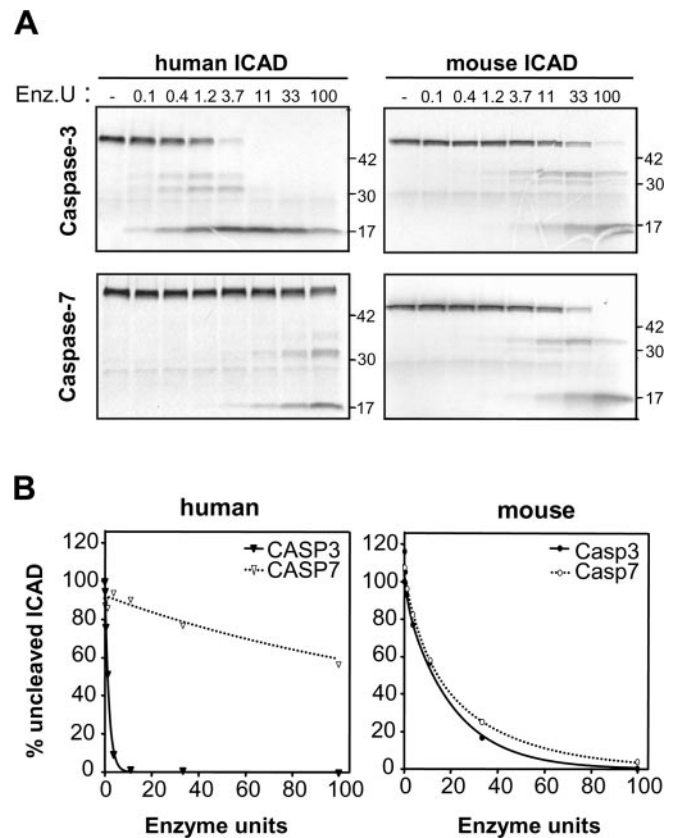 A
human ICAD mouse ICAD
Enz.U : - 0.1 0.4 1.2 3.7 11 33 100 - 0.1 0.4 1.2 3.7 11 33 100
Caspase-3
42
30
17
42
30
17
Caspase-7
42
30
17
42
30
17
B
human mouse
% uncleaved ICAD
120
100
80
60
40
20
0
CASP3
CASP7
120
100
80
60
40
20
0
Casp3
Casp7
0 20 40 60 80 100 0 20 40 60 80 100
Enzyme units Enzyme units